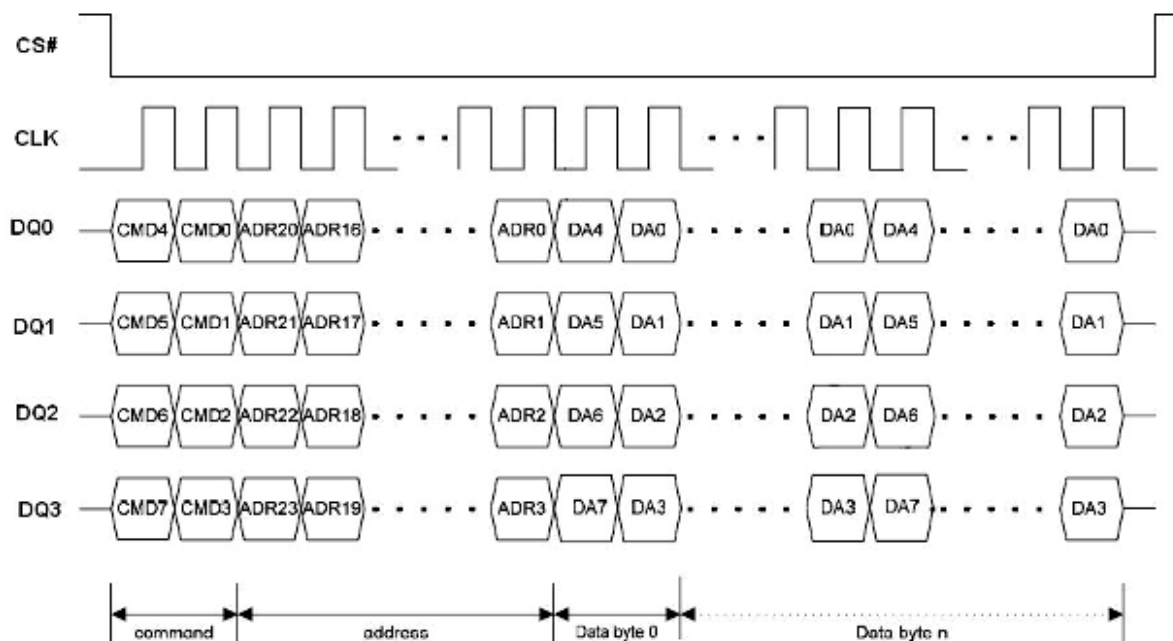 CS#
CLK
DQ0 CMD4 CMD0 ADR20 ADR16 ADR0 DA4 DA0 DA0 DA4 DA0
DQ1 CMD5 CMD1 ADR21 ADR17 ADR1 DA5 DA1 DA1 DA5 DA1
DQ2 CMD6 CMD2 ADR22 ADR18 ADR2 DA6 DA2 DA2 DA6 DA2
DQ3 CMD7 CMD3 ADR23 ADR19 ADR3 DA7 DA3 DA3 DA7 DA3
command address Data byte 0 Data byte n